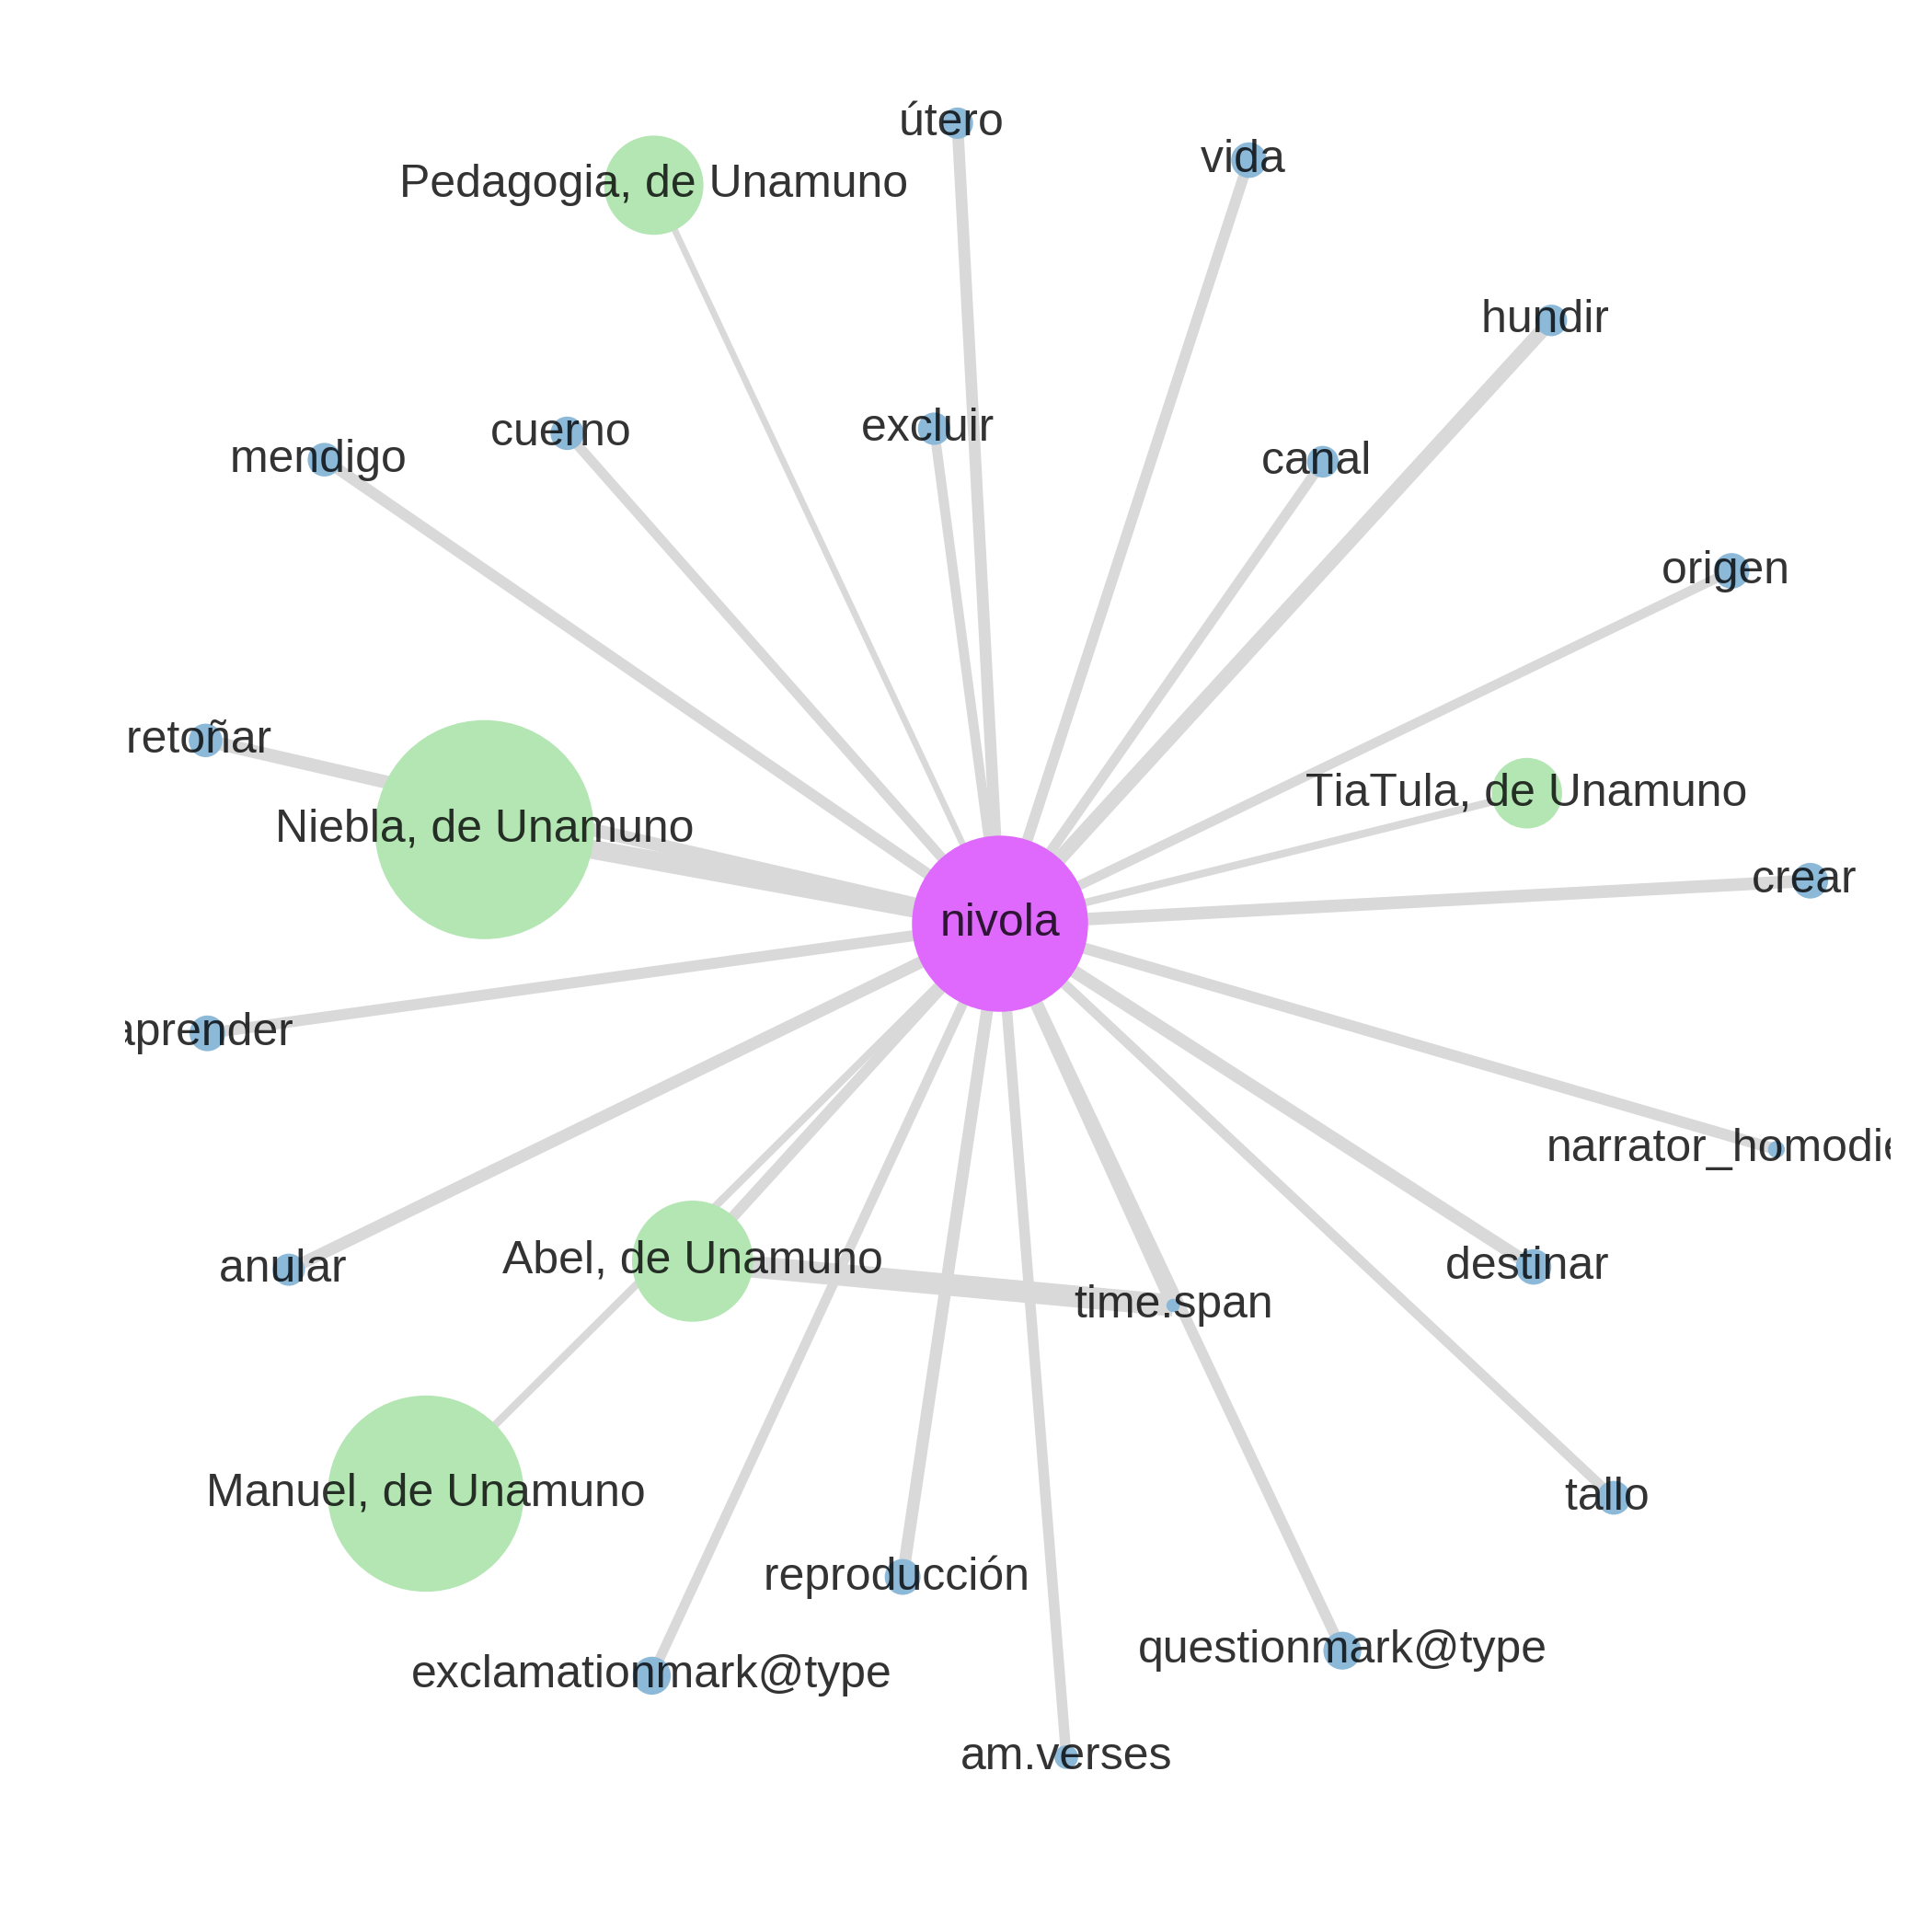 útero
vida
Pedagogia, de Unamuno
hundir
excluir
cuerno
mendigo
canal
origen
retoñar
TiaTula, de Unamuno
Niebla, de Unamuno
crear
nivola
aprender
narrator_homodie
Abel, de Unamuno
anular
destinar
time.span
Manuel, de Unamuno
tallo
reproducción
questionmark@type
exclamationmark@type
am.verses